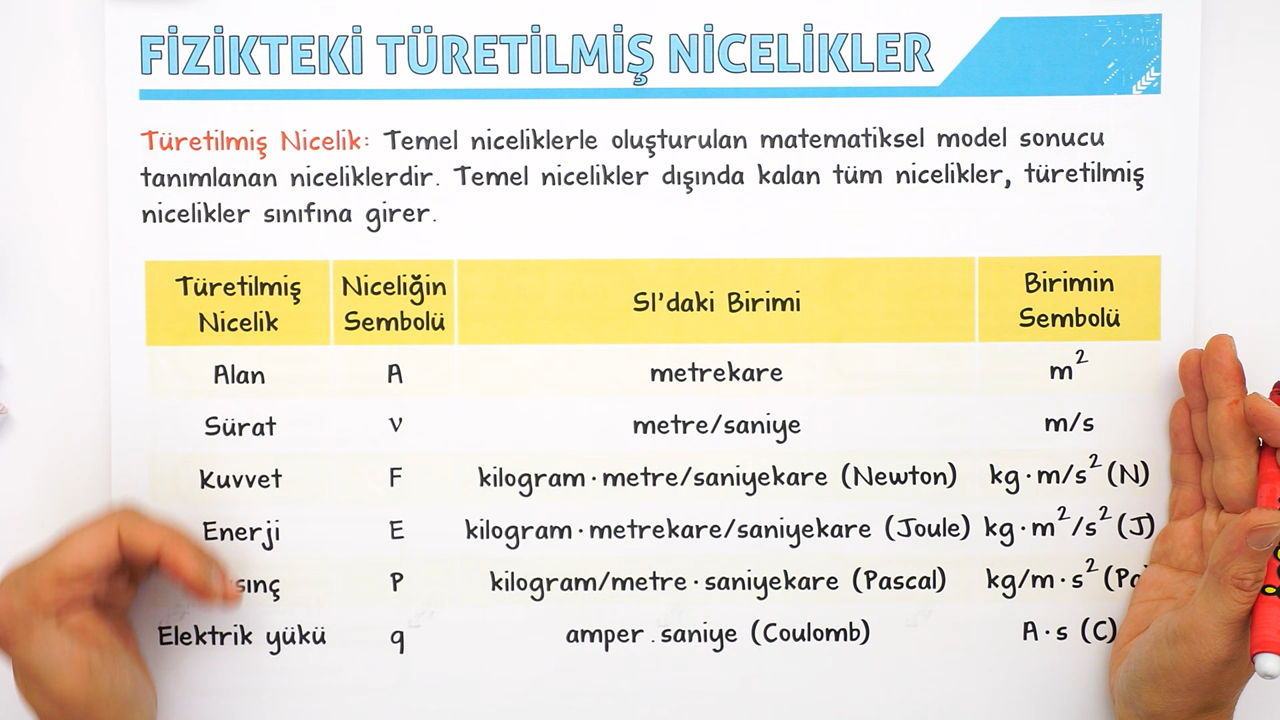 FİZİKTEKİ TÜRETİLMİŞ NİCELİKLER
Türetilmiş Nicelik: Temel niceliklerle oluşturulan matematiksel model sonucu
tanımlanan niceliklerdir. Temel nicelikler dışında kalan tüm nicelikler, türetilmiş
nicelikler sınıfına girer.
Türetilmiş Nicelik Niceliğin Sembolü SI'daki Birimi Birimin Sembolü
Alan A metrekare m²
Sürat v metre/saniye m/s
Kuvvet F kilogram·metre/saniyekare (Newton) kg·m/s² (N)
Enerji E kilogram·metrekare/saniyekare (Joule) kg·m²/s² (J)
P kilogram/metre·saniyekare (Pascal) kg/m·s²
Elektrik yükü q amper.saniye (Coulomb) A·s (C)